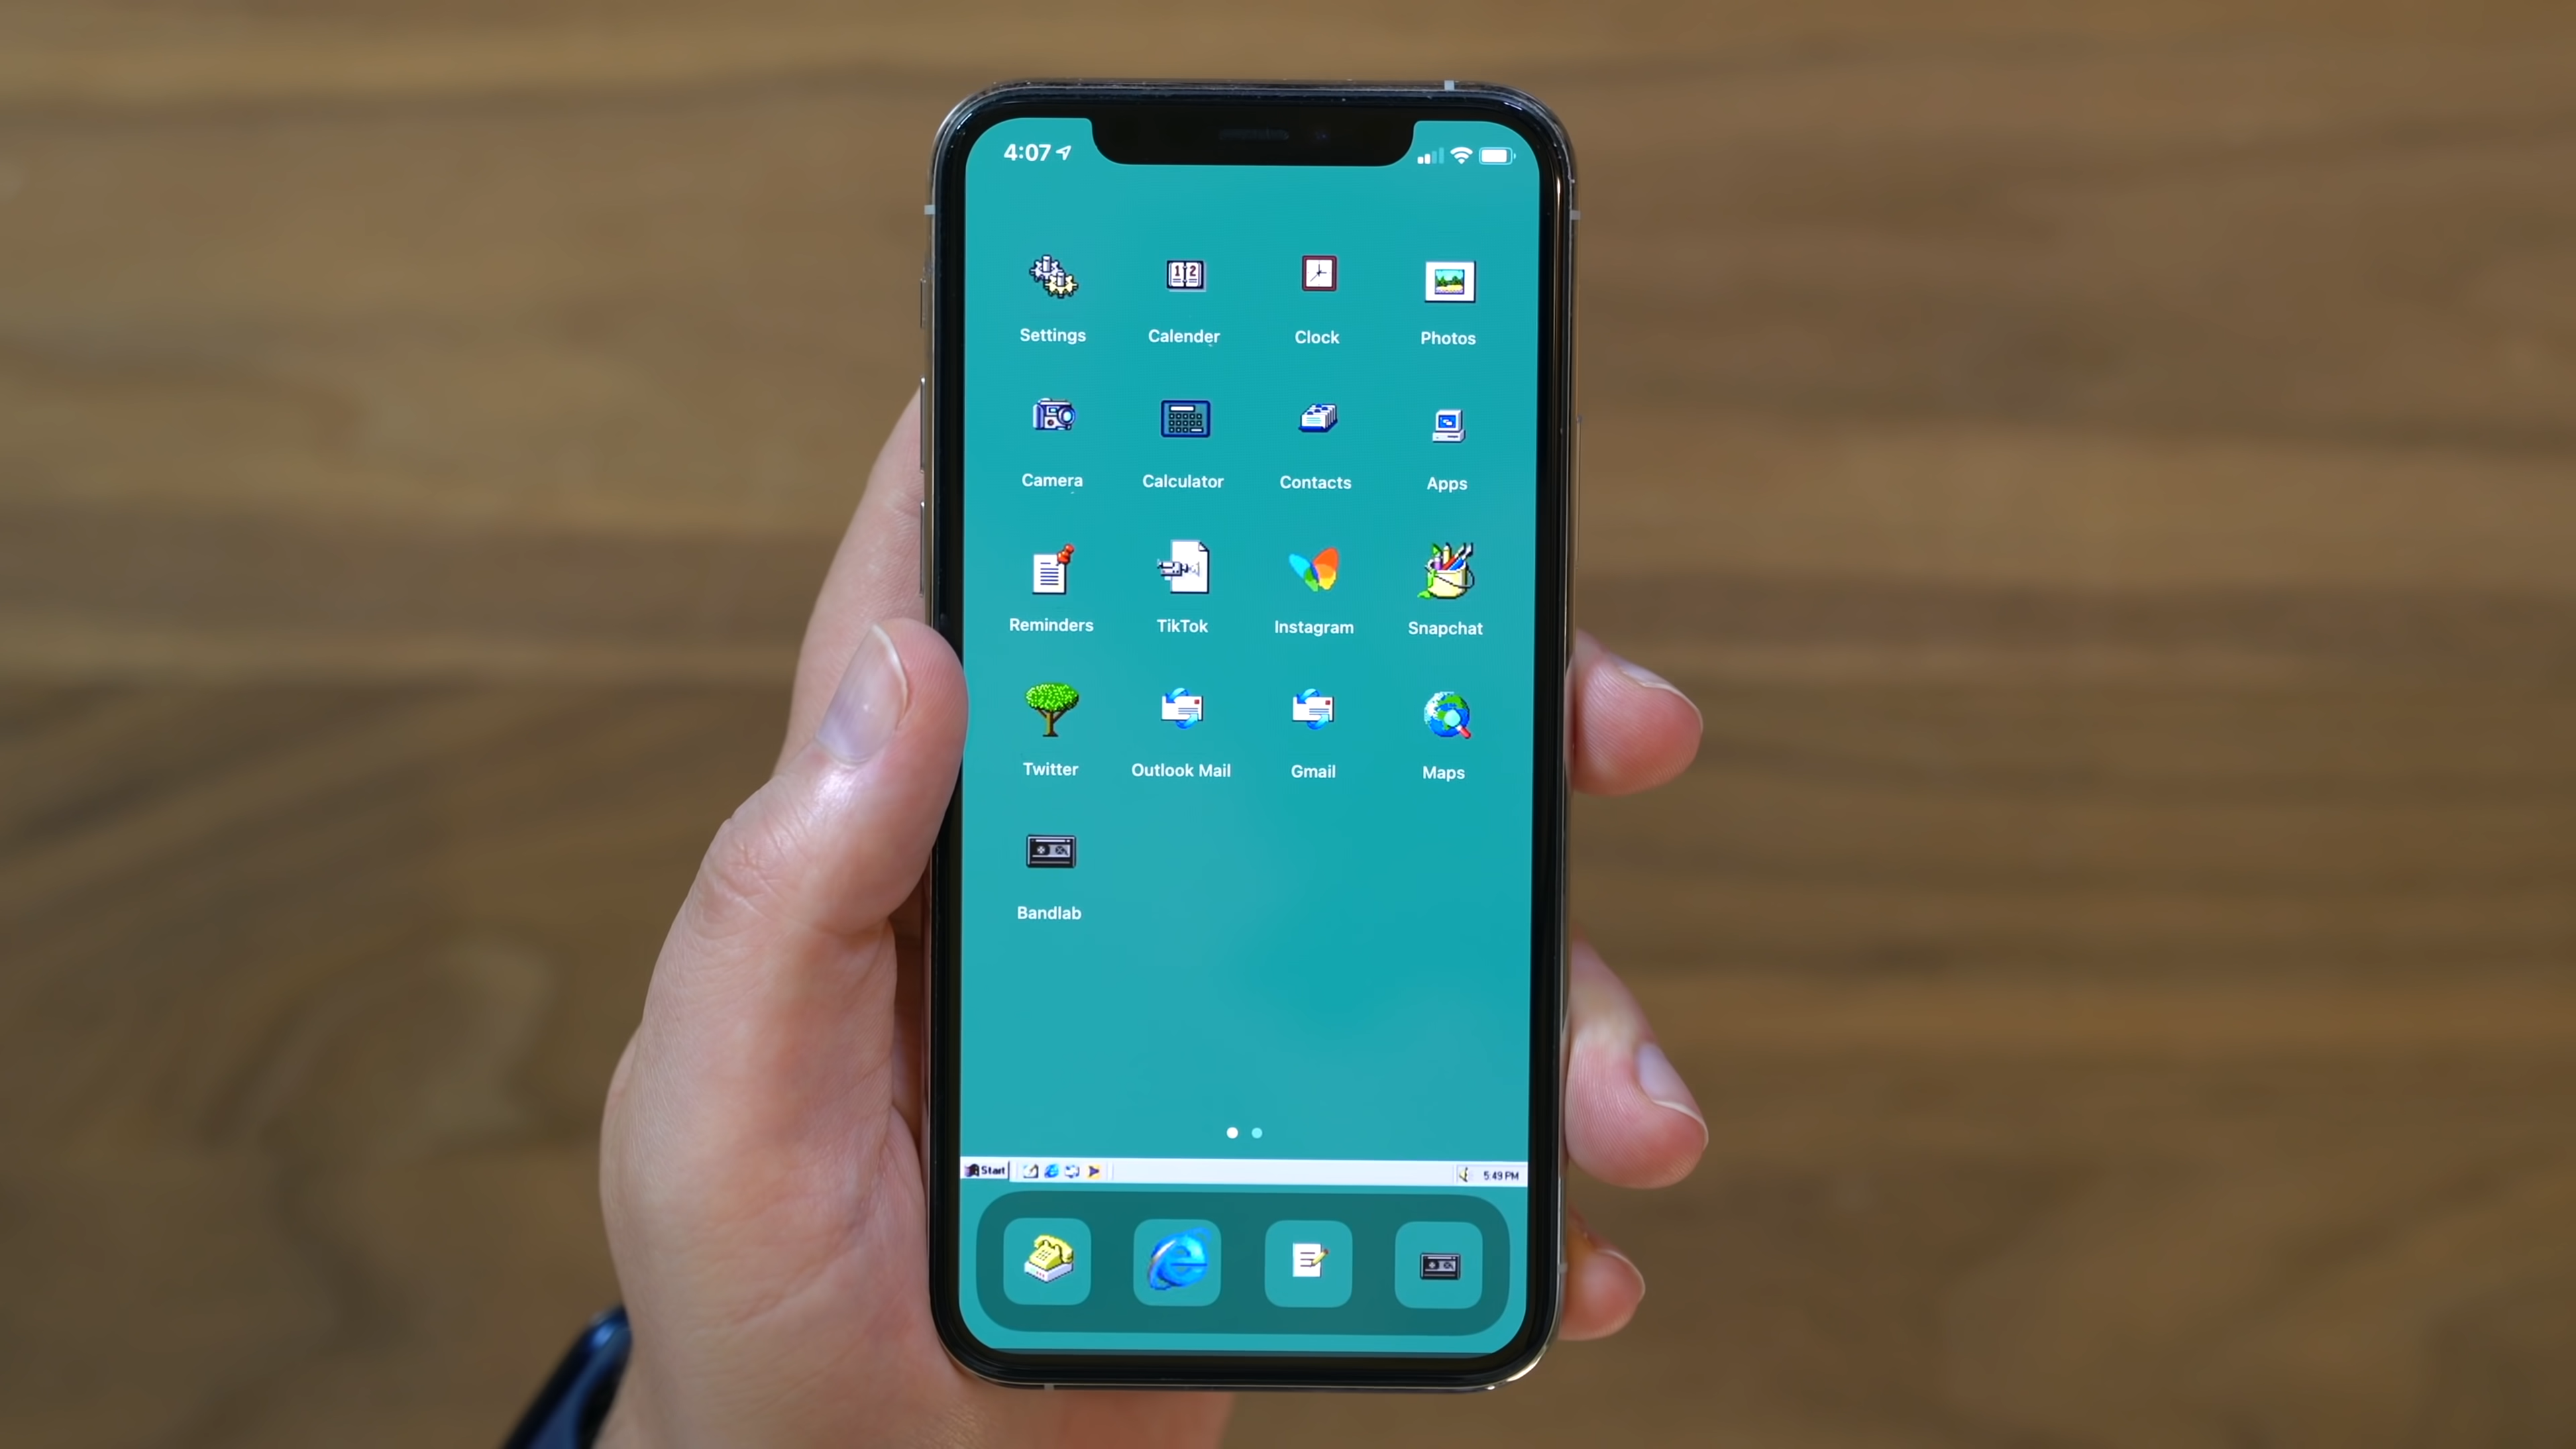 4:07
Settings Calender Clock Photos
Camera Calculator Contacts Apps
Reminders TikTok Instagram Snapchat
Twitter Outlook Mail Gmail Maps
Bandlab
Start 5:49 PM